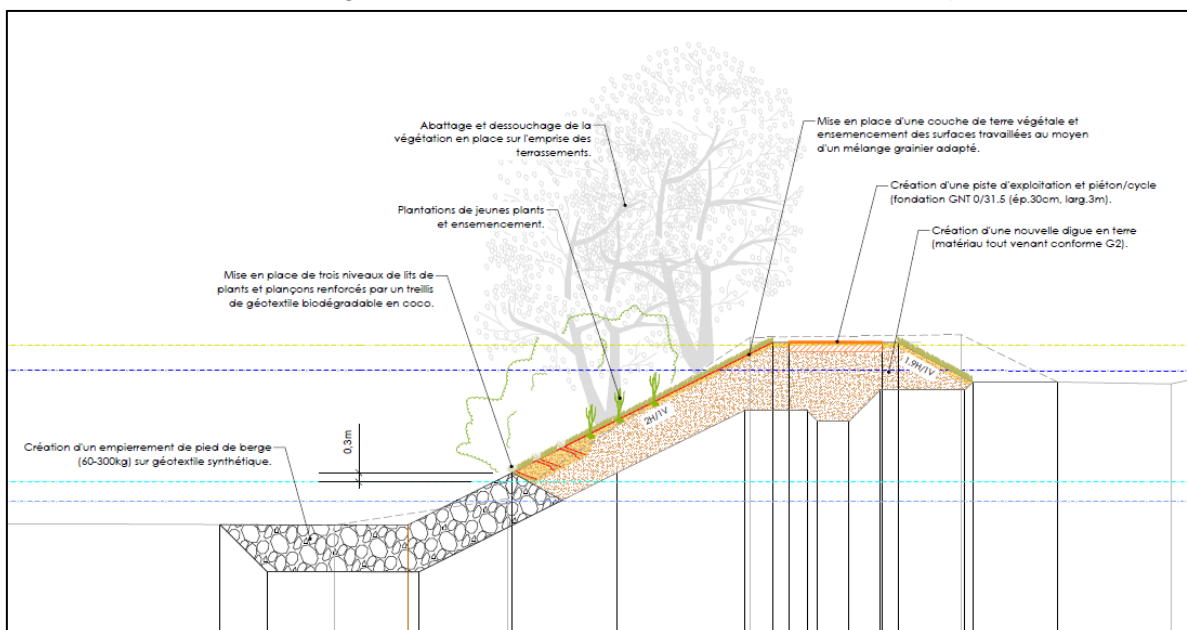 Abattage et dessouchage de la
végétation en place sur l'emprise des
terrassements.
Mise en place d'une couche de terre végétale et
ensemencement des surfaces travaillées au moyen
d'un mélange grainier adapté.
Plantations de jeunes plants
et ensemencement.
Création d'une piste d'exploitation et piéton/cycle
(fondation GNT 0/31.5 (ép.30cm, larg.3m).
Création d'une nouvelle digue en terre
(matériau tout venant conforme G2).
Mise en place de trois niveaux de lits de
plants et plançons renforcés par un treillis
de géotextile biodégradable en coco.
1.9H/1V
2H/1V
0,3m
Création d'un empierrement de pied de berge
(60-300kg) sur géotextile synthétique.